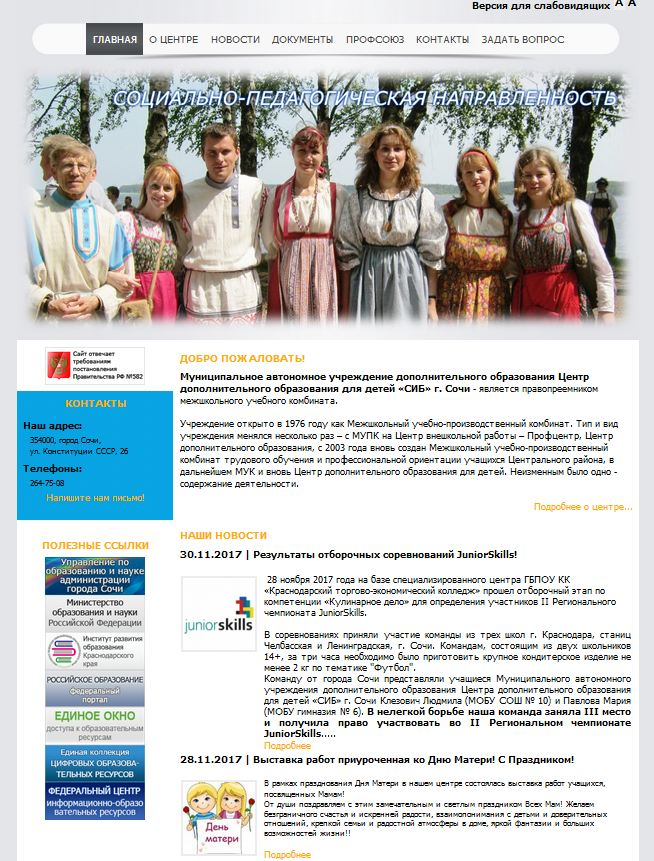 Версия для слабовидящих A A
ГЛАВНАЯ О ЦЕНТРЕ НОВОСТИ ДОКУМЕНТЫ ПРОФСОЮЗ КОНТАКТЫ ЗАДАТЬ ВОПРОС
СОЦИАЛЬНО-ПЕДАГОГИЧЕСКАЯ НАПРАВЛЕННОСТЬ
Сайт отвечает
требованиям
постановления
Правительства РФ №582
КОНТАКТЫ
Наш адрес:
354000, город Сочи,
ул. Конституции СССР, 26
Телефоны:
264-75-08
Напишите нам письмо!
ПОЛЕЗНЫЕ ССЫЛКИ
Управление по
образованию и науке
администрации
города Сочи
Министерство
образования и науки
Российской Федерации
Институт развития
образования
Краснодарского
края
РОССИЙСКОЕ ОБРАЗОВАНИЕ
федеральный
портал
ЕДИНОЕ ОКНО
доступа к образовательным
ресурсам
Единая коллекция
ЦИФРОВЫХ ОБРАЗОВА-
ТЕЛЬНЫХ РЕСУРСОВ
ФЕДЕРАЛЬНЫЙ ЦЕНТР
информационно-образо
вательных ресурсов
ДОБРО ПОЖАЛОВАТЬ!
Муниципальное автономное учреждение дополнительного образования Центр
дополнительного образования для детей «СИБ» г. Сочи - является правопреемником
межшкольного учебного комбината.
Учреждение открыто в 1976 году как Межшкольный учебно-производственный комбинат. Тип и вид
учреждения менялся несколько раз – с МУПК на Центр внешкольной работы – Профцентр, Центр
дополнительного образования, с 2003 года вновь создан Межшкольный учебно-производственный
комбинат трудового обучения и профессиональной ориентации учащихся Центрального района, в
дальнейшем МУК и вновь Центр дополнительного образования для детей. Неизменным было одно -
содержание деятельности.
Подробнее о центре...
НАШИ НОВОСТИ
30.11.2017 | Результаты отборочных соревнований JuniorSkills!
juniorskills
28 ноября 2017 года на базе специализированного центра ГБПОУ КК
«Краснодарский торгово-экономический колледж» прошел отборочный этап по
компетенции «Кулинарное дело» для определения участников II Регионального
чемпионата JuniorSkills.
В соревнованиях приняли участие команды из трех школ г. Краснодара, станиц
Челбасская и Ленинградская, г. Сочи. Командам, состоящим из двух школьников
14+, за три часа необходимо было приготовить крупное кондитерское изделие не
менее 2 кг по тематике "Футбол".
Команду от города Сочи представляли учащиеся Муниципального автономного
учреждения дополнительного образования Центра дополнительного образования
для детей «СИБ» г. Сочи Клезович Людмила (МОБУ СОШ № 10) и Павлова Мария
(МОБУ гимназия № 6). В нелегкой борьбе наша команда заняла III место
и получила право участвовать во II Региональном чемпионате
JuniorSkills.....
Подробнее
28.11.2017 | Выставка работ приуроченная ко Дню Матери! С Праздником!
День
матери
В рамках празднования Дня Матери в нашем центре состоялась выставка работ учащихся,
посвященных Мамам!
От души поздравляем с этим замечательным и светлым праздником Всех Мам! Желаем
безграничного счастья и искренней радости, взаимопонимания с детьми и доверительных
отношений, крепкой семьи и радостной атмосферы в доме, яркой фантазии и больших
возможностей жизни!!
Подробнее